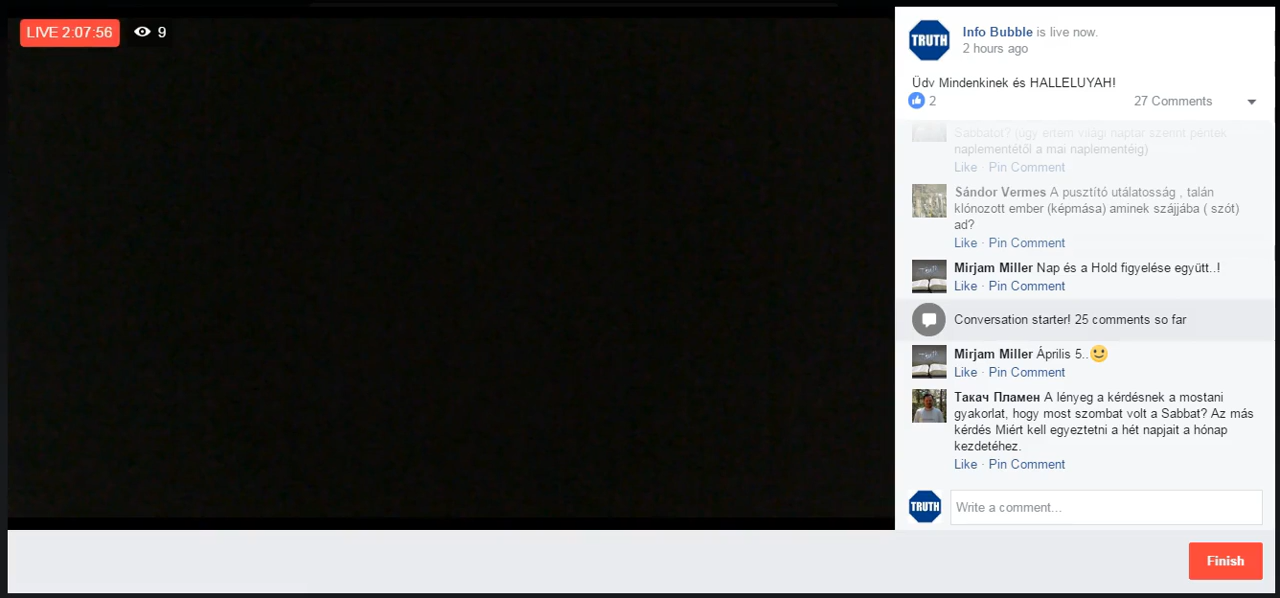 LIVE 2:07:56
9
TRUTH
Info Bubble is live now.
2 hours ago
Üdv Mindenkinek és HALLELUYAH!
2
27 Comments
Sabbatot? (úgy értem világi naptár szerint péntek
naplementétől a mai naplementéig)
Like · Pin Comment
Sándor Vermes A pusztító utálatosság , talán
klónozott ember (képmása) aminek szájjába ( szót)
ad?
Like · Pin Comment
Mirjam Miller Nap és a Hold figyelése együtt..!
Like · Pin Comment
Conversation starter! 25 comments so far
Mirjam Miller Április 5..🙂
Like · Pin Comment
Такач Пламен A lényeg a kérdésnek a mostani
gyakorlat, hogy most szombat volt a Sabbat? Az más
kérdés Miért kell egyeztetni a hét napjait a hónap
kezdetéhez.
Like · Pin Comment
TRUTH
Write a comment...
Finish